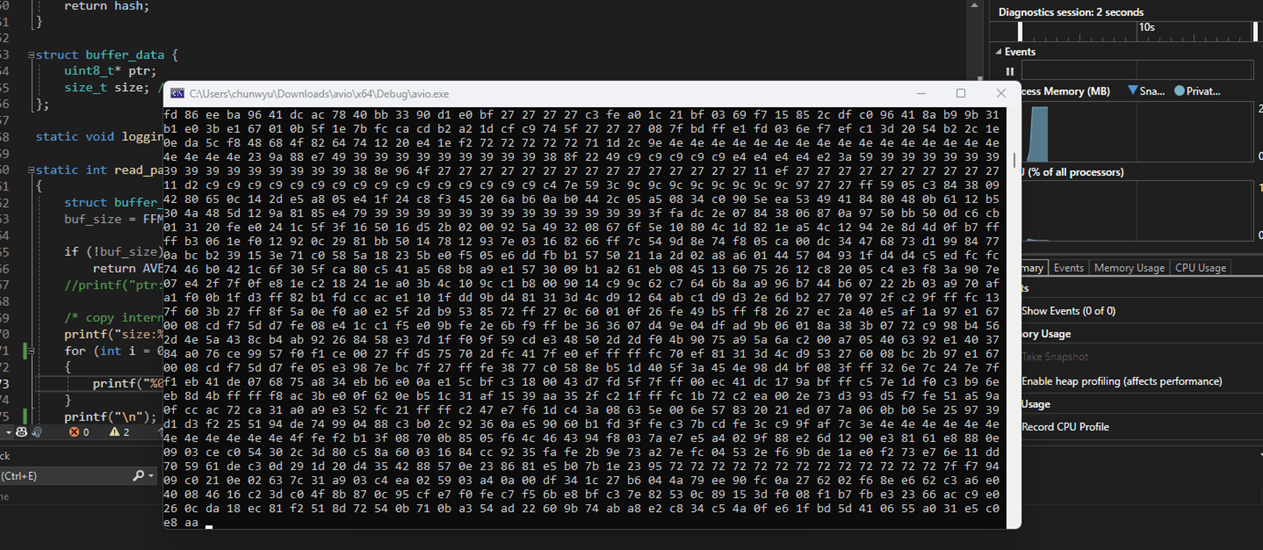 return hash;
}
struct buffer_data {
uint8_t* ptr;
size_t size; /
};
static void loggin
static int read_pa
{
struct buffer_
buf_size = FFM
if (!buf_size)
return AVE
//printf("ptr:
/* copy intern
printf("size:%
for (int i = 0
{
printf("%0
}
printf("\n");
0
2
(Ctrl+E)
C:\Users\chunwyu\Downloads\avio\x64\Debug\avio.exe
fd 86 ee ba 96 41 dc ac 78 40 bb 33 90 d1 e0 bf 27 27 27 27 c3 fe a0 1c 21 bf 03 69 f7 15 85 2c df c0 96 41 8a b9 9b 31
b1 e0 3b e1 67 01 0b 5f 1e 7b fc ca cd b2 a2 1d cf c9 74 5f 27 27 27 08 7f bd ff e1 fd 03 6e f7 ef c1 3d 20 54 b2 2c 1e
0e da 5c f8 48 68 4f 82 64 74 12 20 e4 1e f2 72 72 72 72 72 71 1d 2c 9e 4e 4e 4e 4e 4e 4e 4e 4e 4e 4e 4e 4e 4e 4e 4e 4e
4e 4e 4e 4e 23 9a 88 e7 49 39 39 39 39 39 39 39 39 39 39 39 38 8f 22 49 c9 c9 c9 c9 c9 e4 e4 e4 e4 e2 3a 59 39 39 39 39
39 39 39 39 39 39 39 39 39 38 8e 96 4f 27 27 27 27 27 27 27 27 27 27 27 27 27 27 27 27 11 ef 27 27 27 27 27 27 27 27 27
11 d2 c9 c9 c9 c9 c9 c9 c9 c9 c9 c9 c9 c9 c9 c9 c9 c4 7e 59 3c 9c 9c 9c 9c 9c 9c 9c 9c 97 27 27 ff 59 05 c3 84 38 09
42 80 65 0c 14 2d e5 a8 05 e4 1f 24 c8 f3 45 20 6a b6 0a b0 44 2c 05 a5 08 34 c0 90 5e ea 53 49 41 84 80 48 0b 61 12 b5
30 4a 48 5d 12 9a 81 85 e4 79 39 39 39 39 39 39 39 39 39 39 39 39 39 3f fa dc 2e 07 84 38 06 87 0a 97 50 bb 50 0d c6 cb
01 31 20 fe e0 24 1c 5f 3f 16 50 16 d5 2b 02 00 92 5a 49 32 08 67 6f 5e 10 80 4c 1d 82 1e a5 4c 12 94 2e 8d 4d 0f b7 ff
ff b3 06 1e f0 12 92 0c 29 81 bb 50 14 78 12 93 7e 03 16 82 66 ff 7c 54 9d 8e 74 f8 05 ca 00 dc 34 47 68 73 d1 99 84 77
0a bc b2 39 15 3e 71 c0 58 5a 18 23 5b e0 f5 05 e6 dd fb b1 57 50 21 1a 2d 02 a8 a6 01 44 57 04 93 1f d4 d4 c5 ed fc fc
74 46 b0 42 1c 6f 30 5f ca 80 c5 41 a5 68 b8 a9 e1 57 30 09 b1 a2 61 eb 08 45 13 60 75 26 12 c8 20 05 c4 e3 f8 3a 90 7e
07 e4 2f 7f 0f e8 1e c2 18 24 1e a0 3b 4c 10 9c c1 b8 00 90 14 c9 9c 62 c7 64 6b 8a a9 96 b7 44 b6 07 22 2b 03 a9 70 af
a1 f0 0b 1f d3 ff 82 b1 fd cc ac e1 10 1f dd 9b d4 81 31 3d 4c d9 12 64 ab c1 d9 d3 2e 6d b2 27 70 97 2f c2 9f ff fc 13
7f 60 3b 27 ff 8f 5a 0e f0 a0 e2 5f 2d b9 53 85 72 ff 27 0c 60 01 0f 26 fe 49 b5 ff f8 26 27 ec 2a 40 e5 af 1a 97 e1 67
00 08 cd f7 5d d7 fe 08 e4 1c c1 f5 e0 9b fe 2e 6b f9 ff be 36 36 07 d4 9e 04 df ad 9b 06 01 8a 38 3b 07 72 c9 98 b4 56
2d 4e 5a 43 8c b4 ab 92 26 84 58 e3 7d 1f f0 9f 59 cd e3 48 50 2d 2d f0 4b 90 75 a9 5a 6a c2 00 a7 05 40 63 92 e1 40 37
84 a0 76 ce 99 57 f0 f1 ce 00 27 ff d5 75 70 2d fc 41 7f e0 ef ff ff fc 70 ef 81 31 3d 4c d9 53 27 60 08 bc 2b 97 e1 67
00 08 cd f7 5d d7 fe 05 e3 98 7e bc 7f 27 ff fe 38 77 c0 58 8e b5 1d 40 5f 3a 45 4e 98 d4 bf 08 3f ff 32 6e 7c 24 7e 7f
f1 eb 41 de 07 68 75 a8 34 eb b6 e0 0a e1 5c bf c3 18 00 43 d7 fd 5f 7f ff 00 ec 41 dc 17 9a bf ff c5 7e 1d f0 c3 b9 6e
eb 8d 4b ff ff f8 ac 3b e0 0f 62 0e b5 1c 31 af 15 aa 35 2f c2 1f ff fc 1b 72 c2 ea 00 2e 73 d3 93 d5 f7 fe 51 a5 9a
0f cc ac 72 ca 31 a0 a9 e3 52 fc 21 ff ff c2 47 e7 f6 1d c4 3a 08 63 5e 00 6e 57 83 20 21 ed d7 7a 06 0b b0 5e 25 97 39
d1 d3 f2 25 51 94 de 74 99 04 88 c3 b0 2c 92 36 0a e5 90 60 b1 fd 3f fe c3 7b cd fe 3c 99 9f ef 7c 3e 4e 4e 4e 4e 4e 4e
4e 4e 4e 4e 4e 4e 4f fe f2 b1 3f 08 70 0b 85 05 f6 4c 46 43 94 f8 03 7a e7 e5 a4 02 9f 88 e2 6d 12 90 e3 81 61 e8 88 0e
09 03 ce c0 54 30 2c 3d 80 c5 8a 60 03 16 84 cc 92 35 fa fe 2b 9e 73 a2 7e fc 04 53 2e f6 9b de 1a e0 f2 73 e7 6e 11 dd
70 59 61 de c3 0d 29 1d 20 d4 35 42 88 57 0e 23 86 81 e5 b0 7b 1e 23 95 72 72 72 72 72 72 72 72 72 72 72 72 72 7f f7 94
09 c0 21 0e 02 63 7c 31 a9 03 c4 ea 02 59 03 a4 0a 00 df 34 1c 27 b6 04 4a 79 ee 90 fc 0a 27 62 02 f6 8e e6 62 c3 a6 e0
40 08 46 16 c2 3d c0 4f 8b 87 0c 95 cf e7 f0 fe c7 f5 6b e8 bf c3 7e 82 53 0c 89 15 3d f0 08 f1 b7 fb e3 23 66 ac c9 e0
26 0c da 18 ec 81 f2 51 8d 72 54 0b 71 0b a3 54 ad 22 60 9b 74 ab a8 e2 c8 34 c5 4a 0f e6 1f bd 5d 41 06 55 a0 31 e5 c0
e8 aa
Diagnostics session: 2 seconds
10s
Events
cess Memory (MB)
Sna...
Privat...
(% of all processors)
mary
Events
Memory Usage
CPU Usage
Show Events (0 of 0)
ory Usage
Take Snapshot
Enable heap profiling (affects performance)
Usage
Record CPU Profile